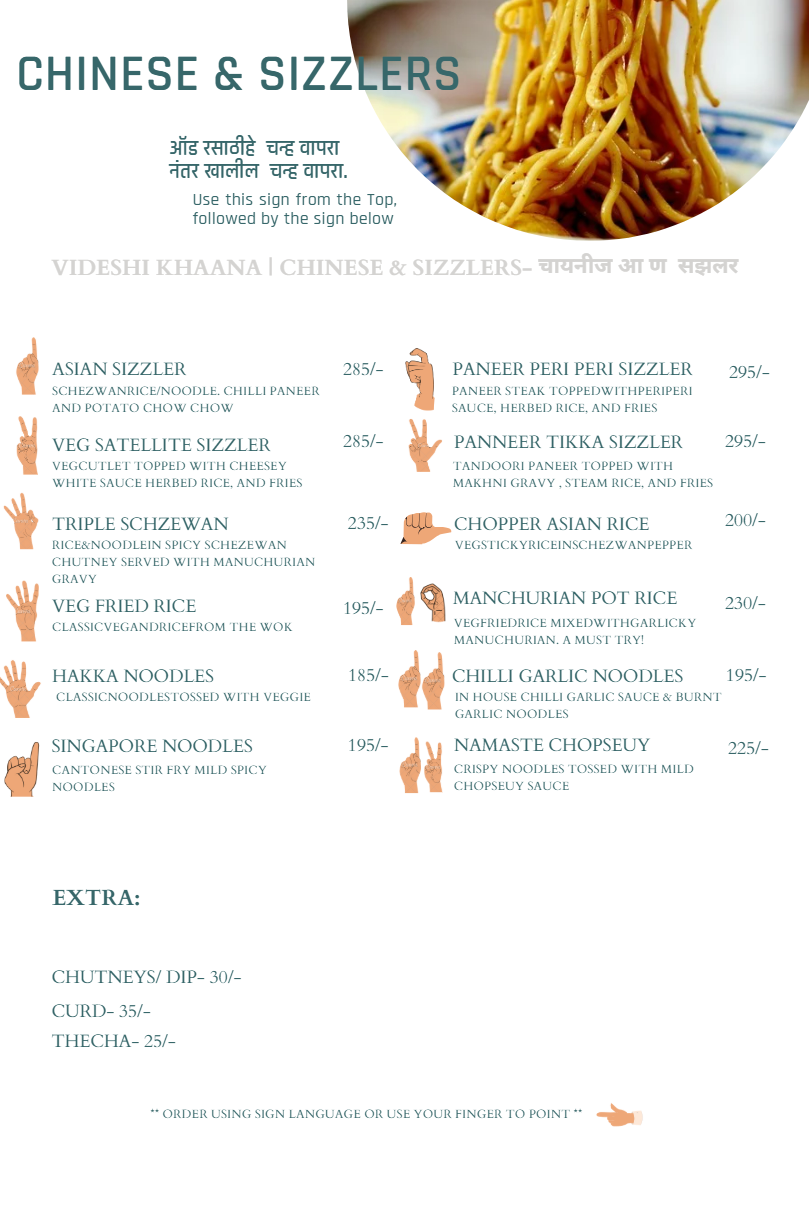 CHINESE & SIZZLERS
ऑड रसाठीहे चन्ह वापरा
नंतर खालील चन्ह वापरा.
Use this sign from the Top,
followed by the sign below
VIDESHI KHAANA | CHINESE & SIZZLERS- चायनीज आ ण सझलर
ASIAN SIZZLER 285/-
SCHEZWANRICE/NOODLE. CHILLI PANEER
AND POTATO CHOW CHOW
VEG SATELLITE SIZZLER 285/-
VEGCUTLET TOPPED WITH CHEESEY
WHITE SAUCE HERBED RICE, AND FRIES
TRIPLE SCHZEWAN 235/-
RICE&NOODLEIN SPICY SCHEZEWAN
CHUTNEY SERVED WITH MANUCHURIAN
GRAVY
VEG FRIED RICE 195/-
CLASSICVEGANDRICEFROM THE WOK
HAKKA NOODLES 185/-
CLASSICNOODLESTOSSED WITH VEGGIE
SINGAPORE NOODLES 195/-
CANTONESE STIR FRY MILD SPICY
NOODLES
PANEER PERI PERI SIZZLER 295/-
PANEER STEAK TOPPEDWITHPERIPERI
SAUCE, HERBED RICE, AND FRIES
PANNEER TIKKA SIZZLER 295/-
TANDOORI PANEER TOPPED WITH
MAKHNI GRAVY , STEAM RICE, AND FRIES
CHOPPER ASIAN RICE 200/-
VEGSTICKYRICEINSCHEZWANPEPPER
MANCHURIAN POT RICE 230/-
VEGFRIEDRICE MIXEDWITHGARLICKY
MANUCHURIAN. A MUST TRY!
CHILLI GARLIC NOODLES 195/-
IN HOUSE CHILLI GARLIC SAUCE & BURNT
GARLIC NOODLES
NAMASTE CHOPSEUY 225/-
CRISPY NOODLES TOSSED WITH MILD
CHOPSEUY SAUCE
EXTRA:
CHUTNEYS/ DIP- 30/-
CURD- 35/-
THECHA- 25/-
** ORDER USING SIGN LANGUAGE OR USE YOUR FINGER TO POINT **